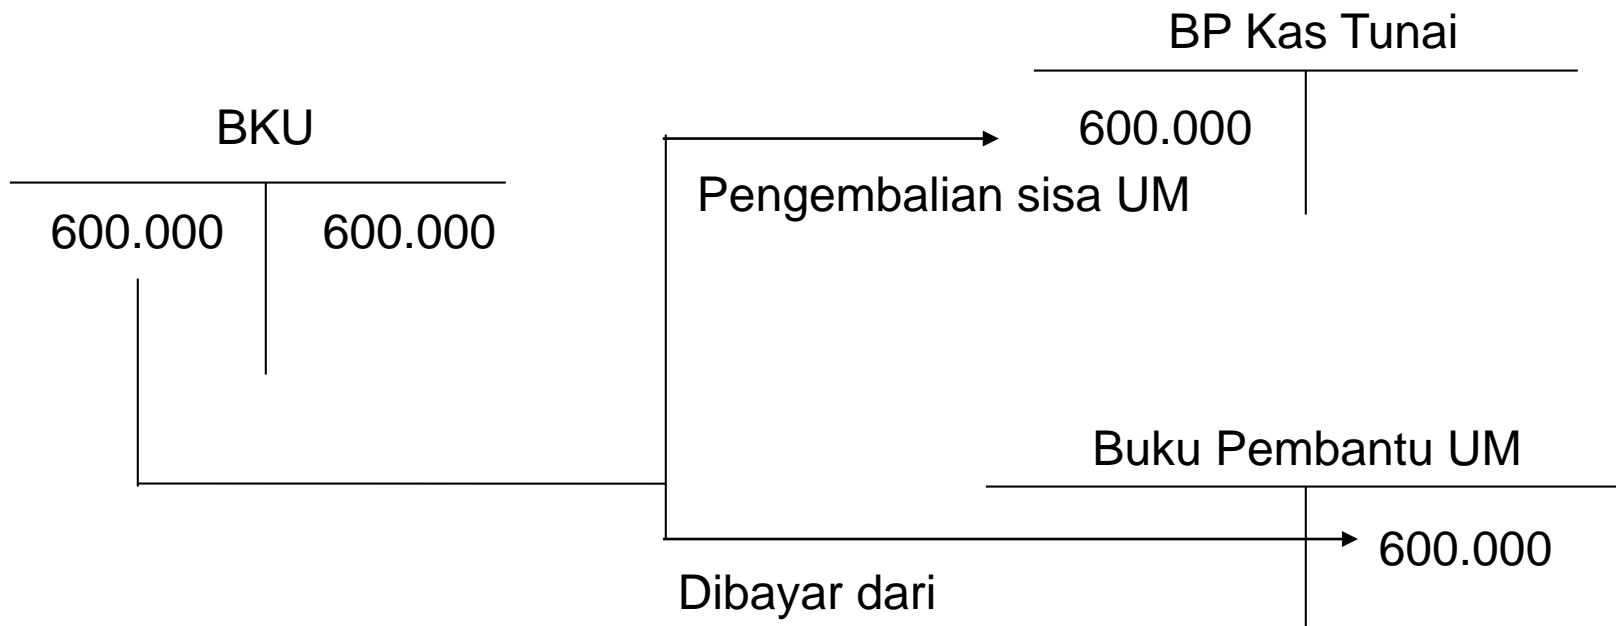 BP Kas Tunai
600.000
BKU
600.000 600.000
Pengembalian sisa UM
Buku Pembantu UM
600.000
Dibayar dari